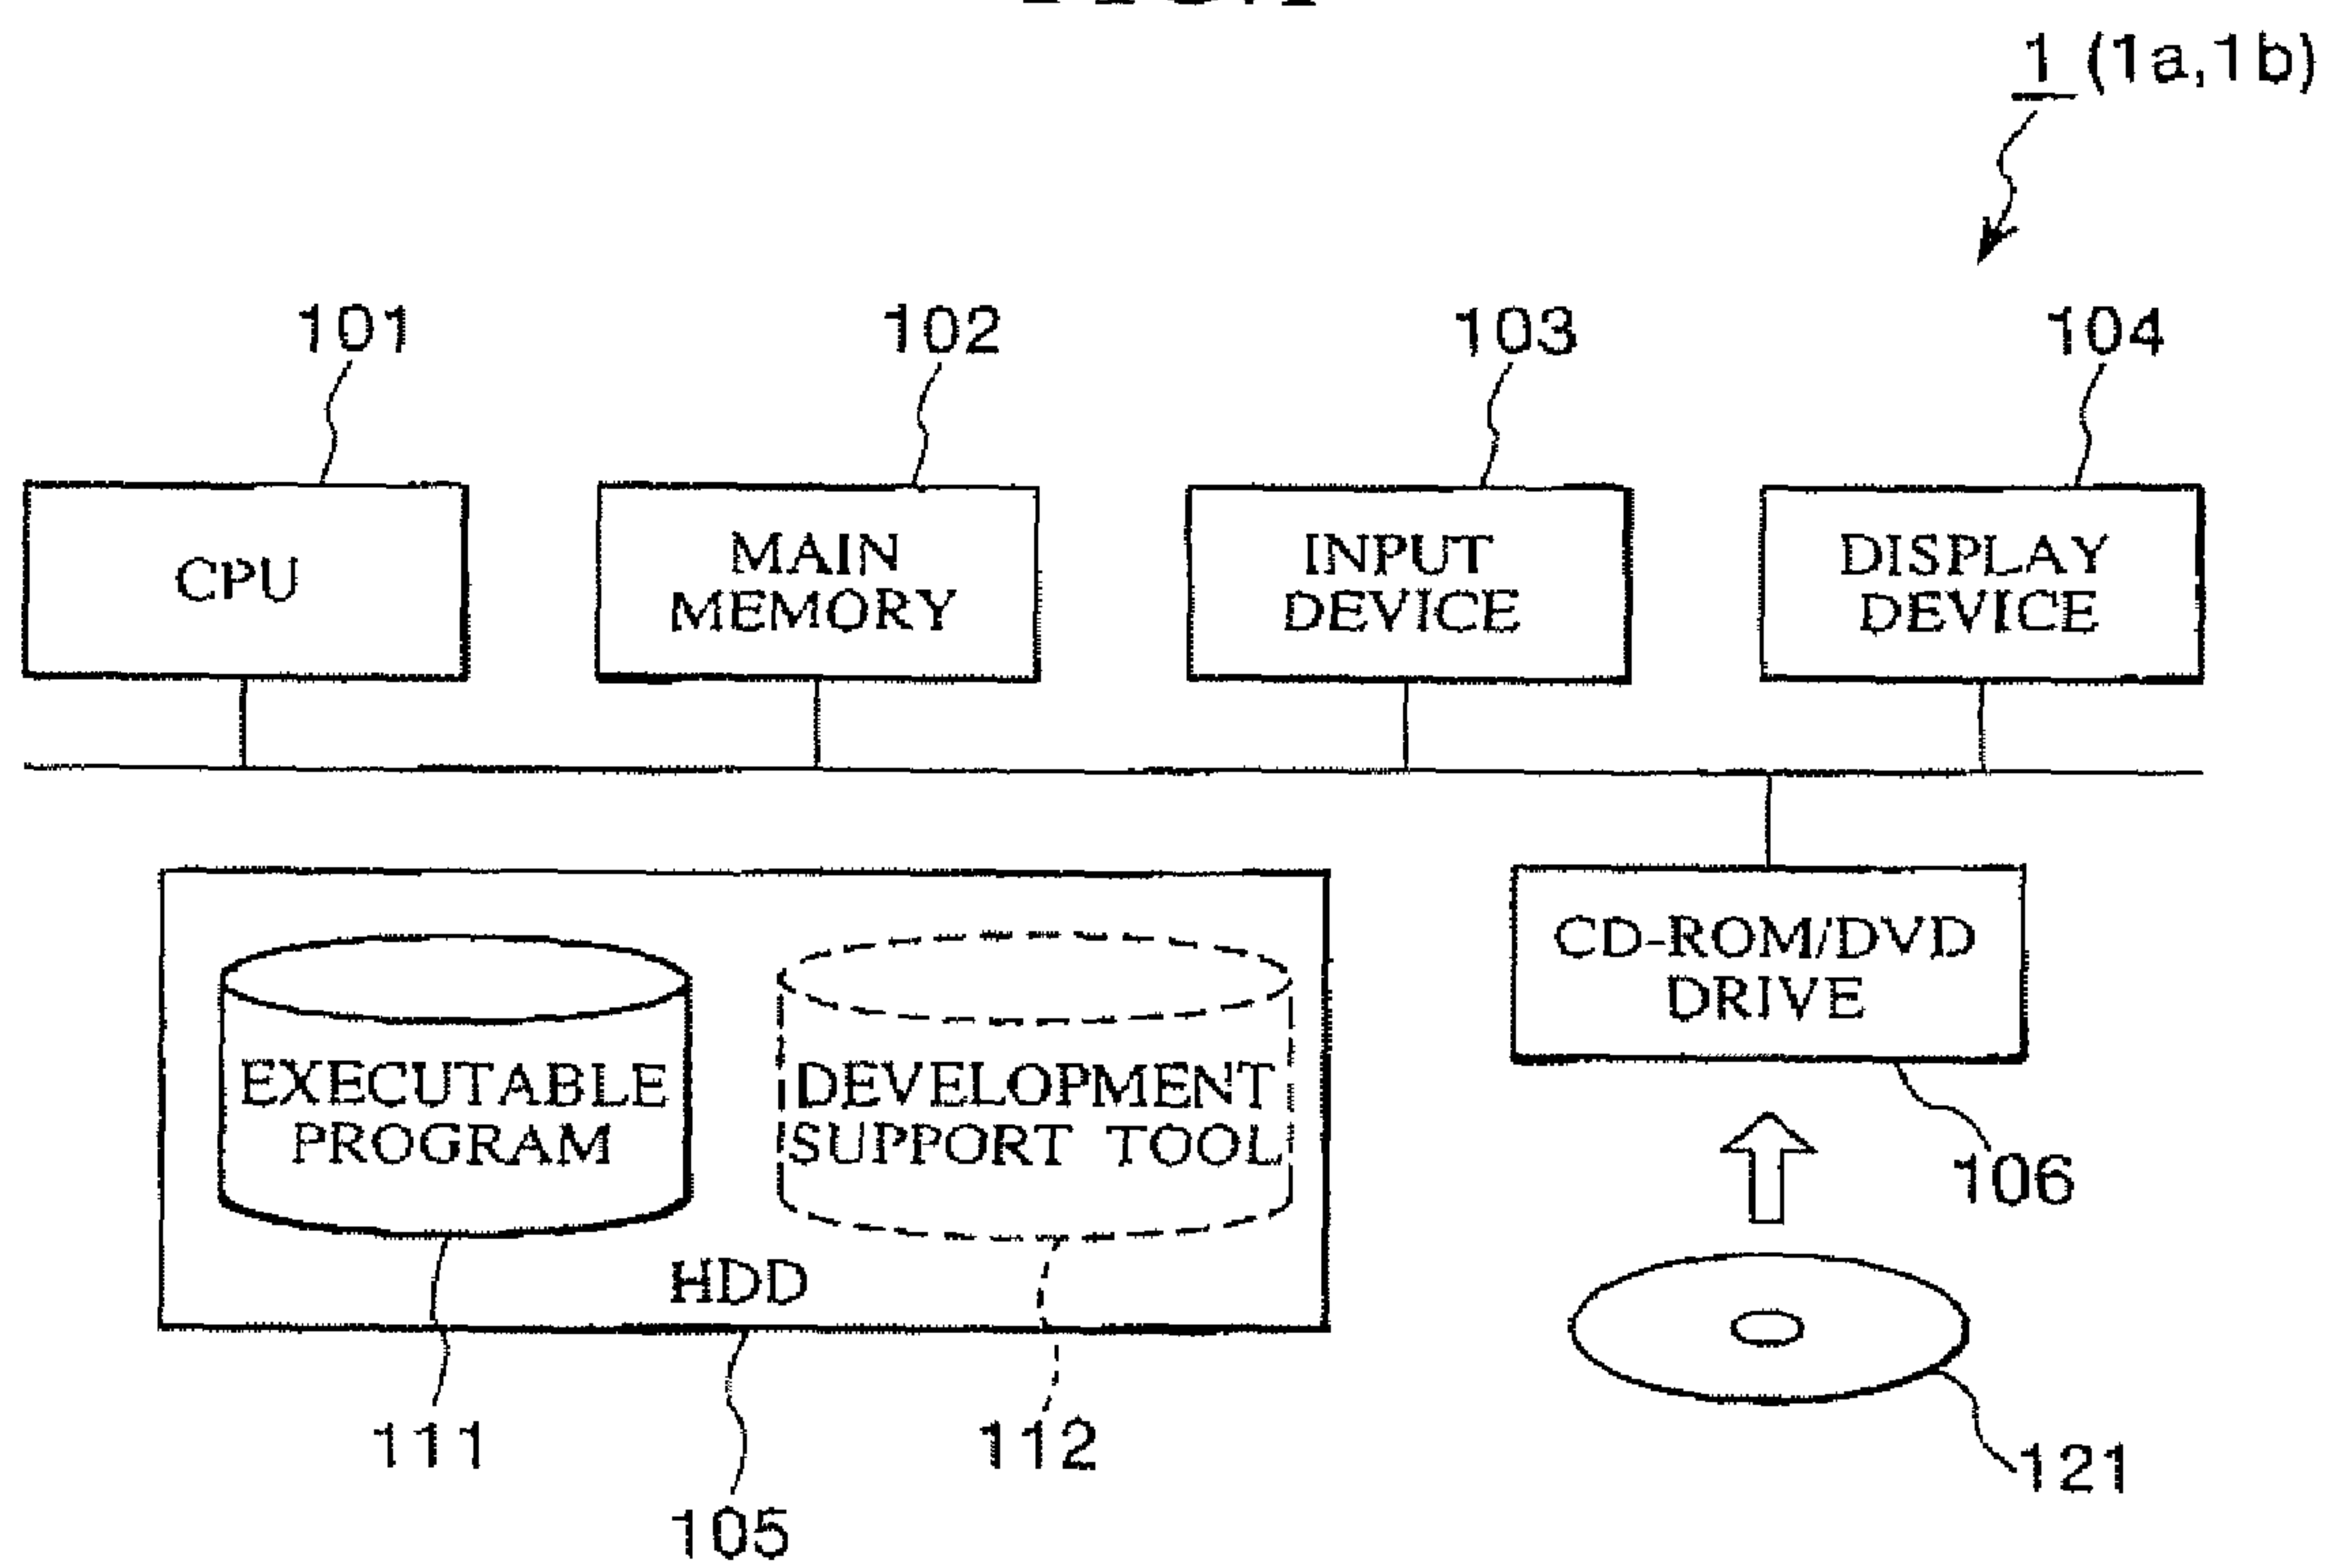 1 (1a,1b)
101
102
103
104
CPU
MAIN
MEMORY
INPUT
DEVICE
DISPLAY
DEVICE
CD-ROM/DVD
DRIVE
EXECUTABLE
PROGRAM
DEVELOPMENT
SUPPORT TOOL
HDD
106
111
112
121
105